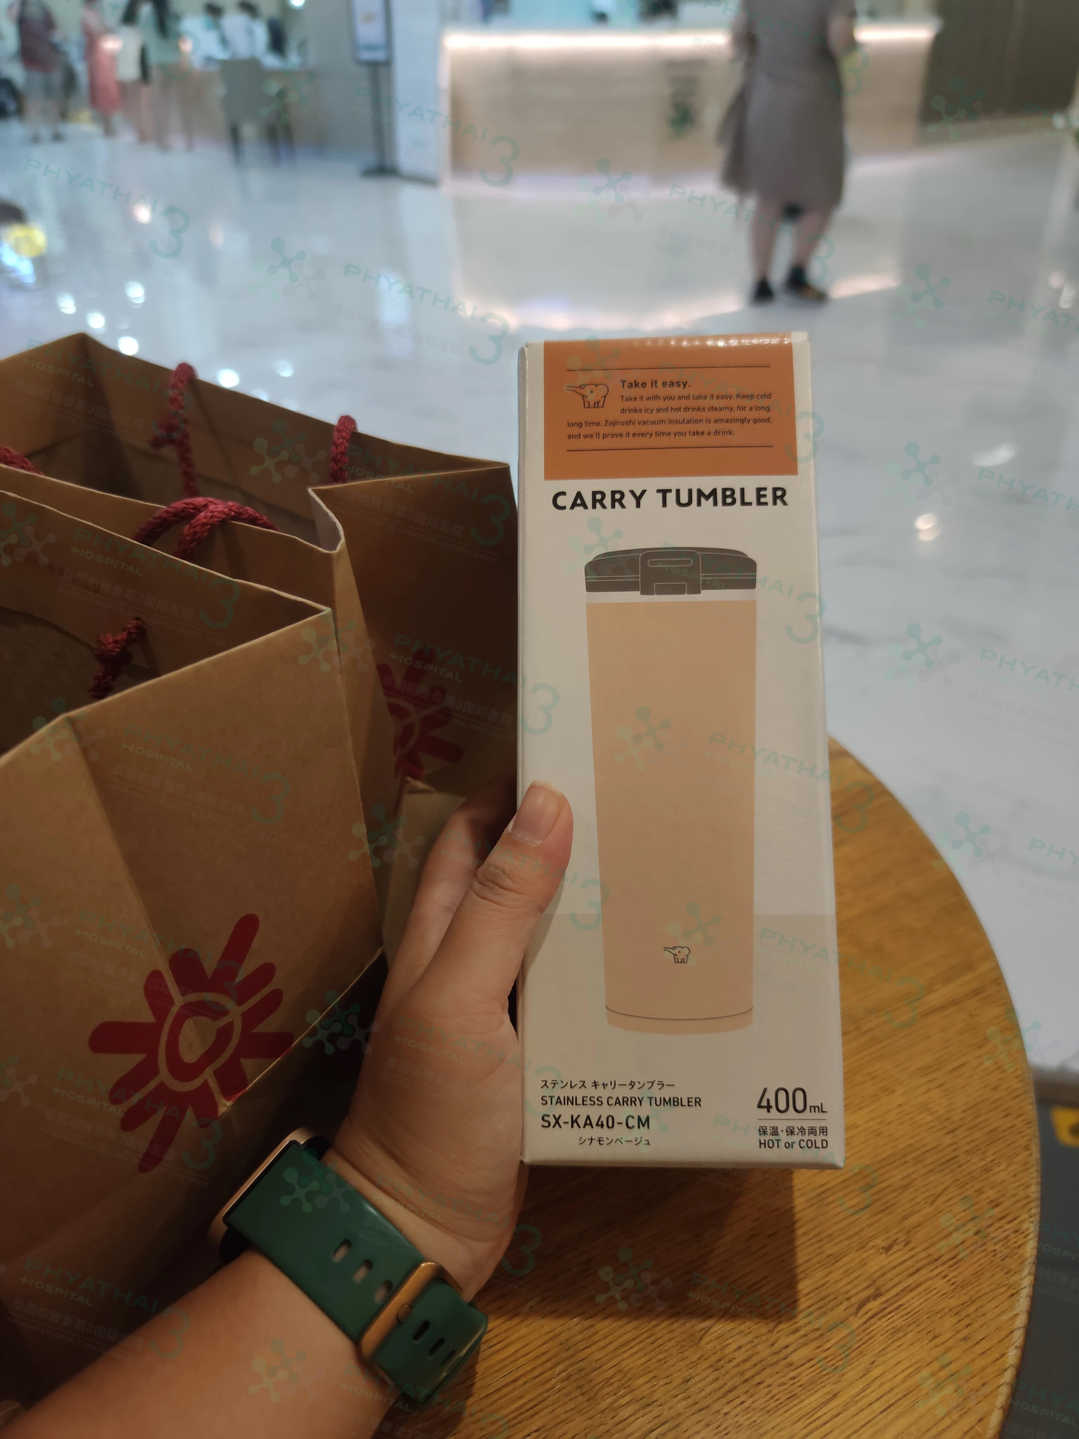 Take it easy.
Take it with you and take it easy. Keep cold
drinks icy and hot drinks steamy, for a long,
long time. Zojirushi vacuum insulation is amazingly good,
and we'll prove it every time you take a drink.
CARRY TUMBLER
ステンレス キャリータンブラー
STAINLESS CARRY TUMBLER
SX-KA40-CM
シナモンベージュ
400mL
保温・保冷両用
HOT or COLD
PHYATHAI 3
HOSPITAL